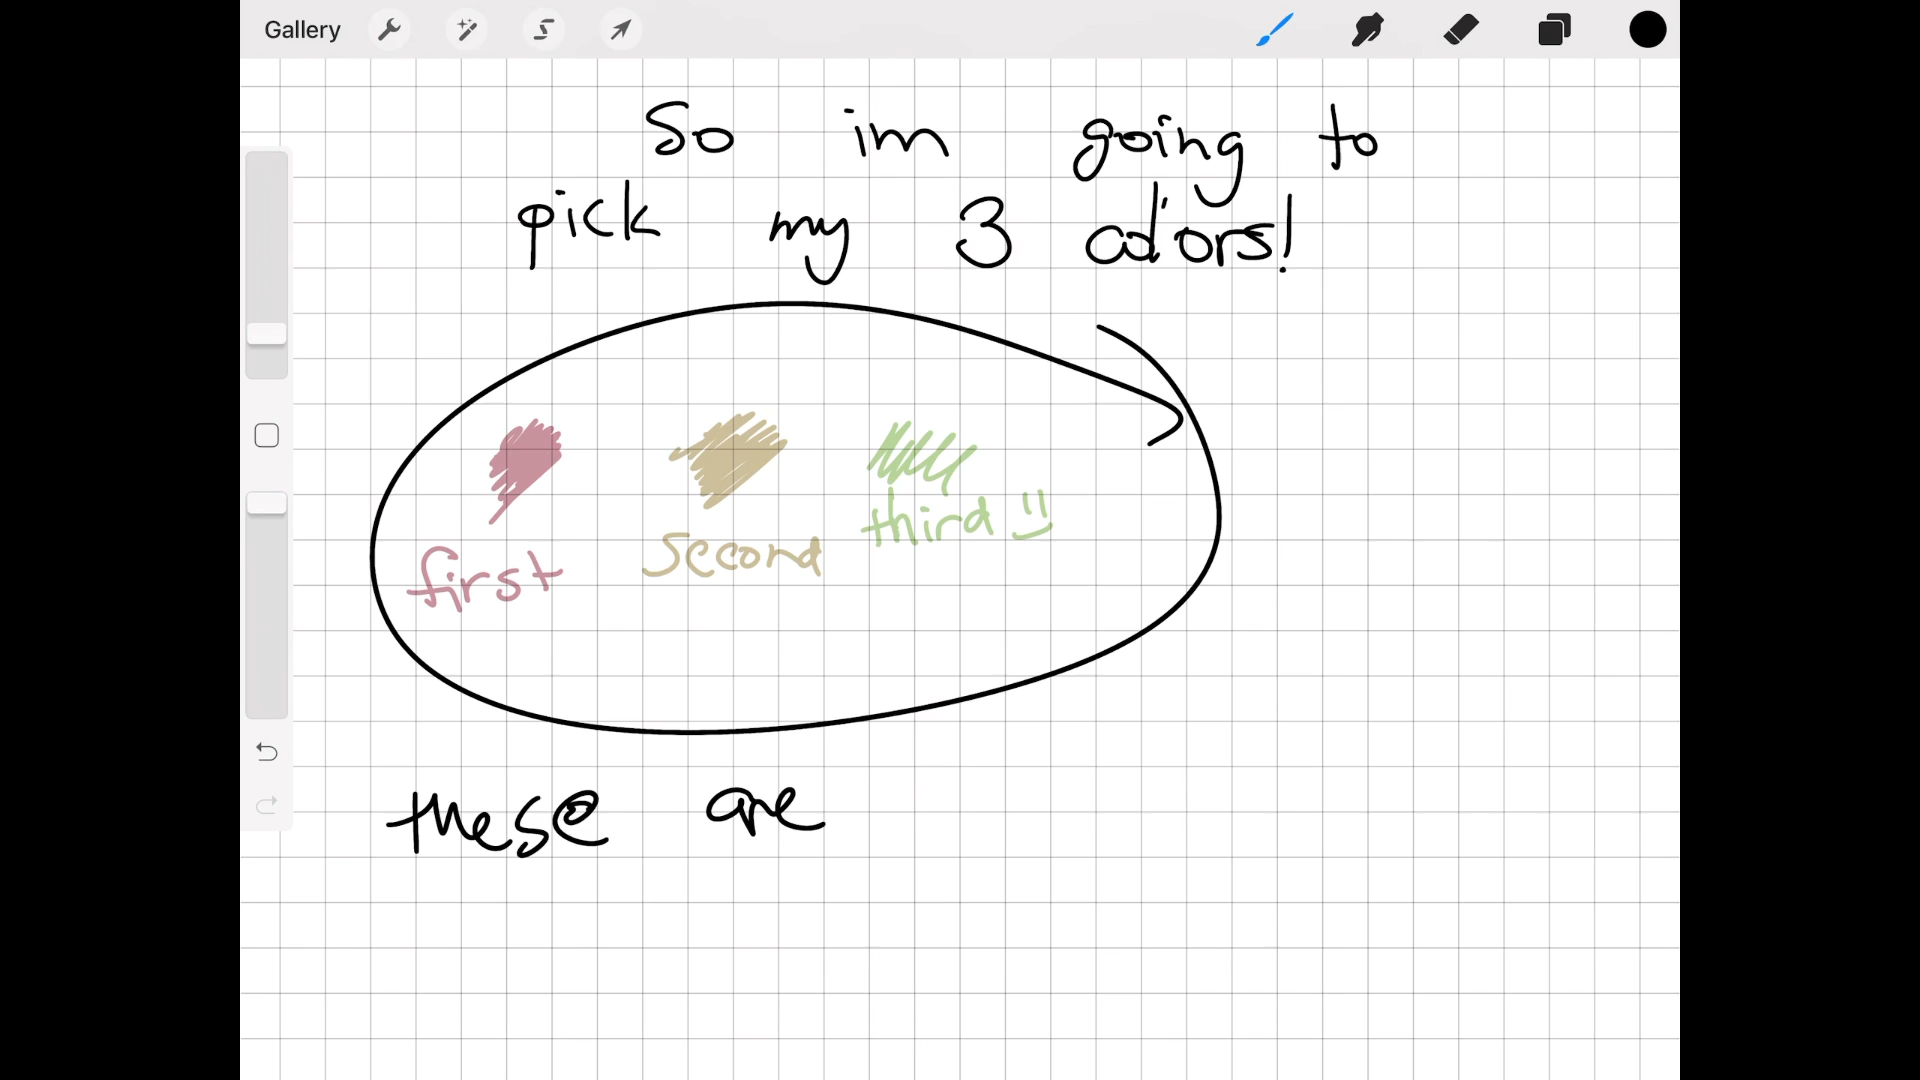 Gallery
So im going to
pick my 3 colors!
first second third
these are